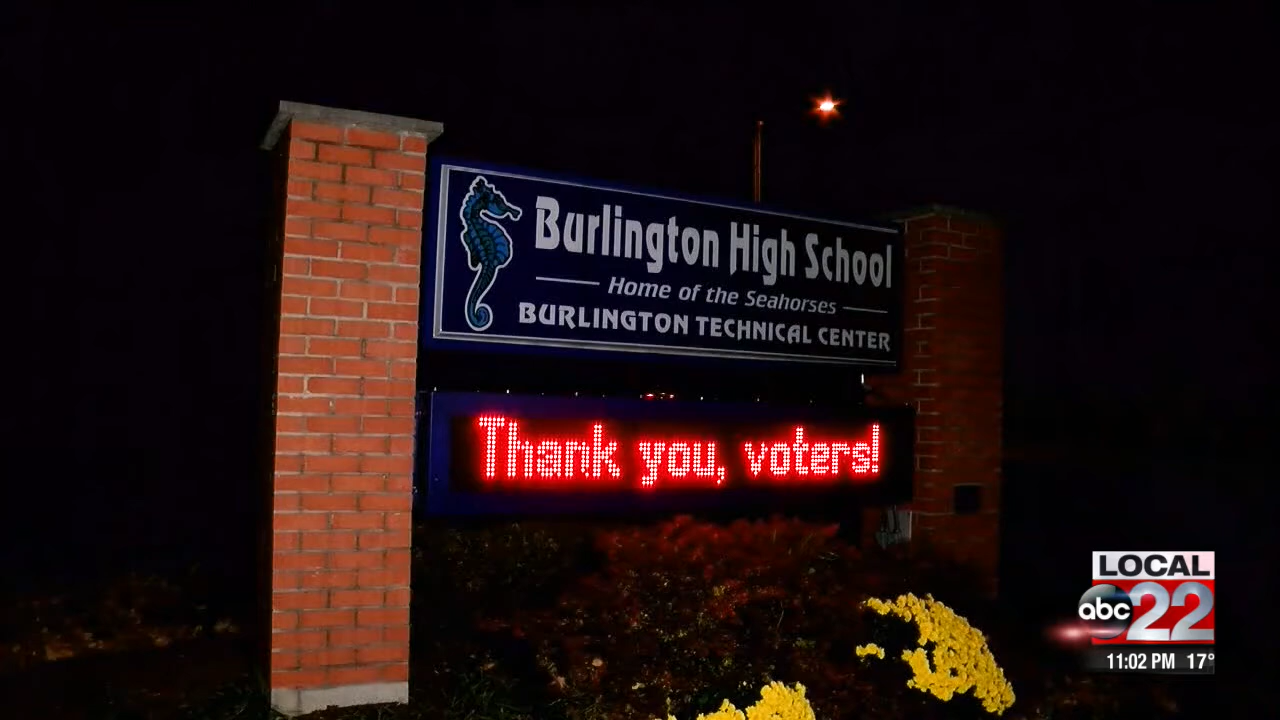 Burlington High School
Home of the Seahorses
BURLINGTON TECHNICAL CENTER
Thank you, voters!
LOCAL
abc 22
11:02 PM 17°